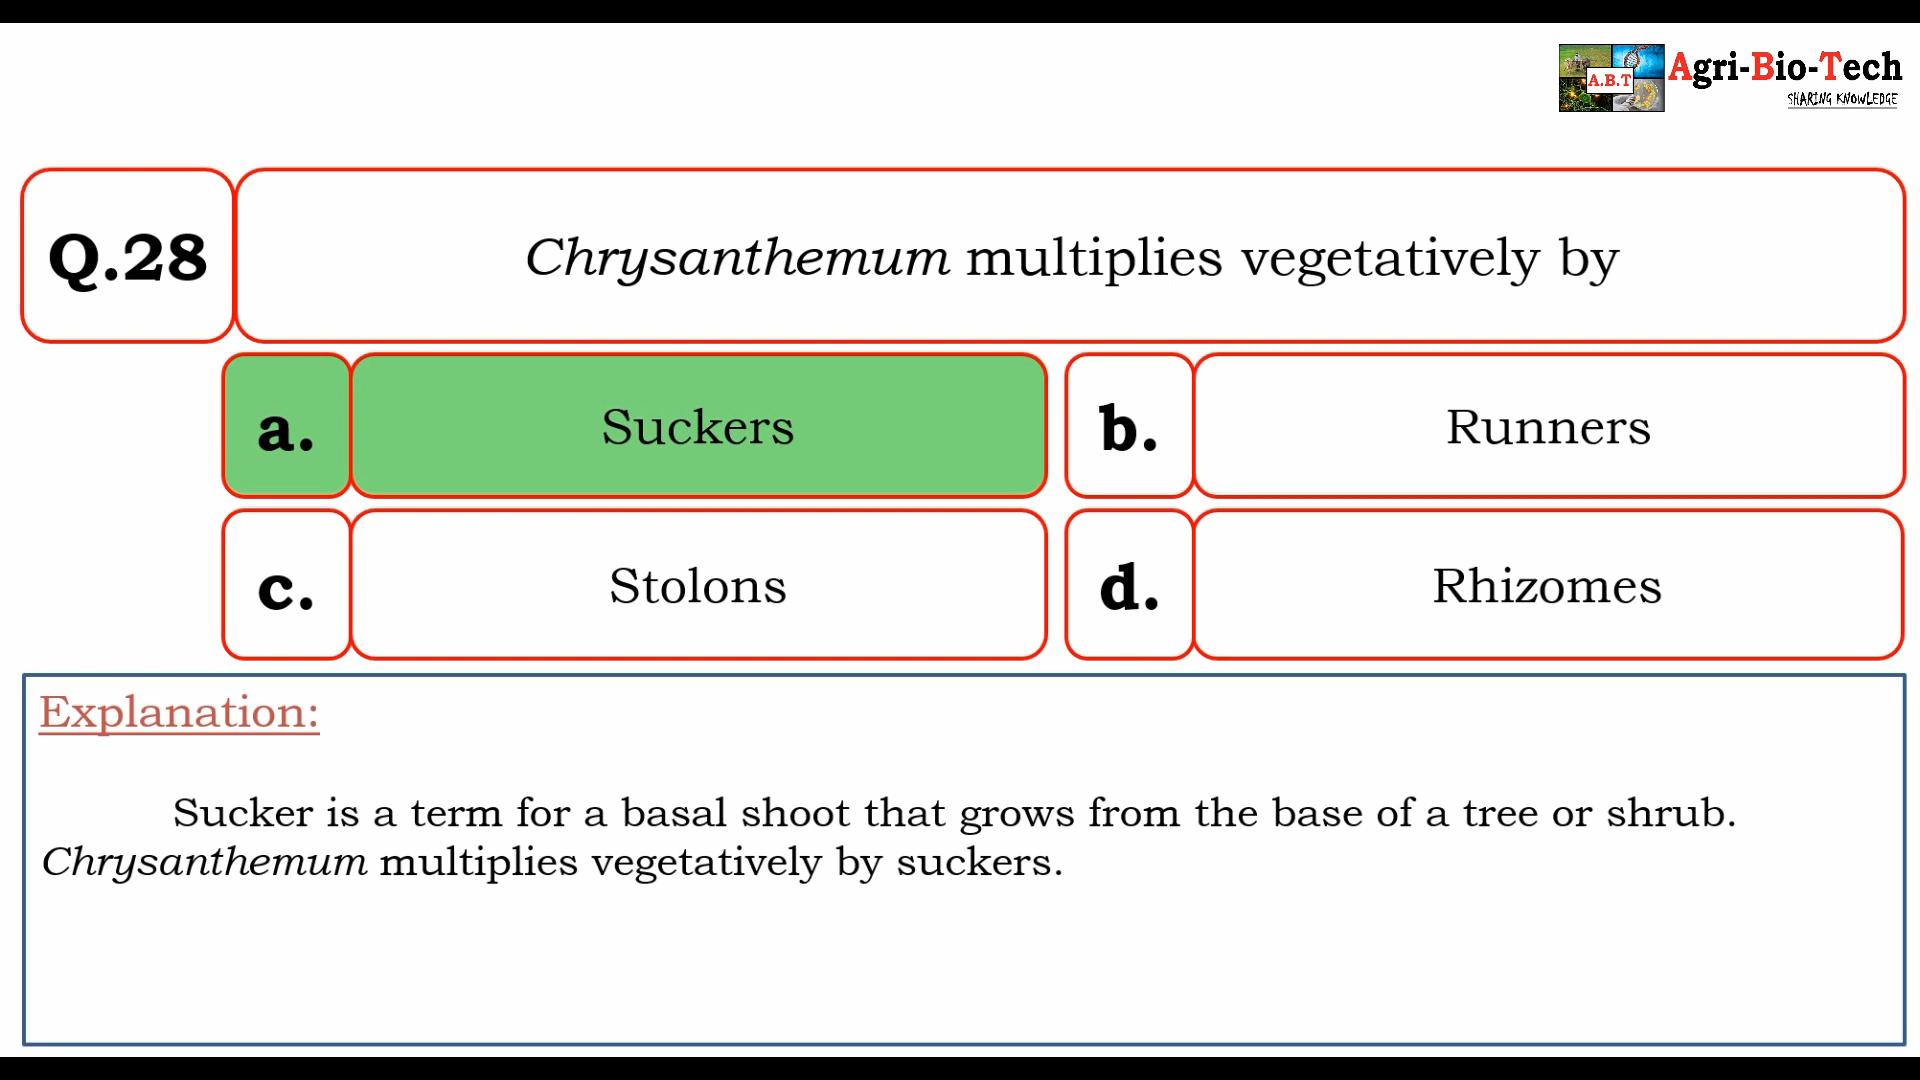 A.B.T
Agri-Bio-Tech
SHARING KNOWLEDGE
Q.28
Chrysanthemum multiplies vegetatively by
a.
Suckers
b.
Runners
c.
Stolons
d.
Rhizomes
Explanation:
Sucker is a term for a basal shoot that grows from the base of a tree or shrub.
Chrysanthemum multiplies vegetatively by suckers.